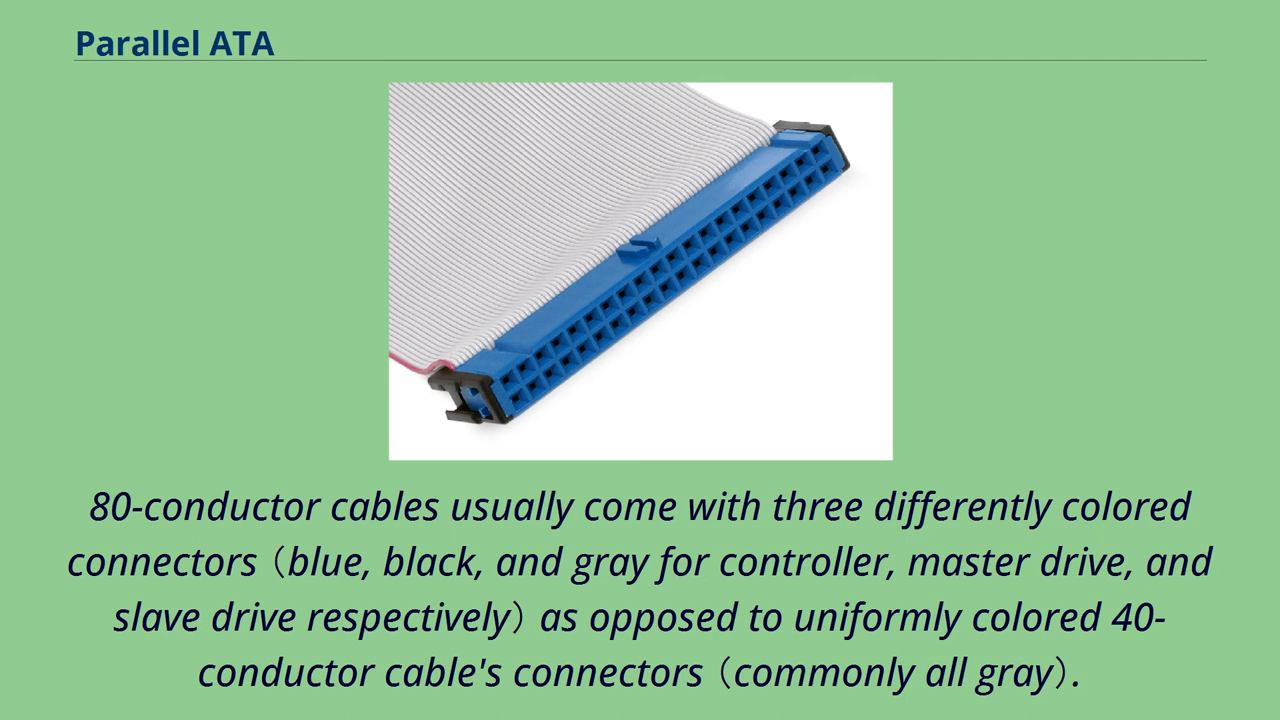 Parallel ATA
80-conductor cables usually come with three differently colored
connectors（blue, black, and gray for controller, master drive, and
slave drive respectively）as opposed to uniformly colored 40-
conductor cable's connectors（commonly all gray）.